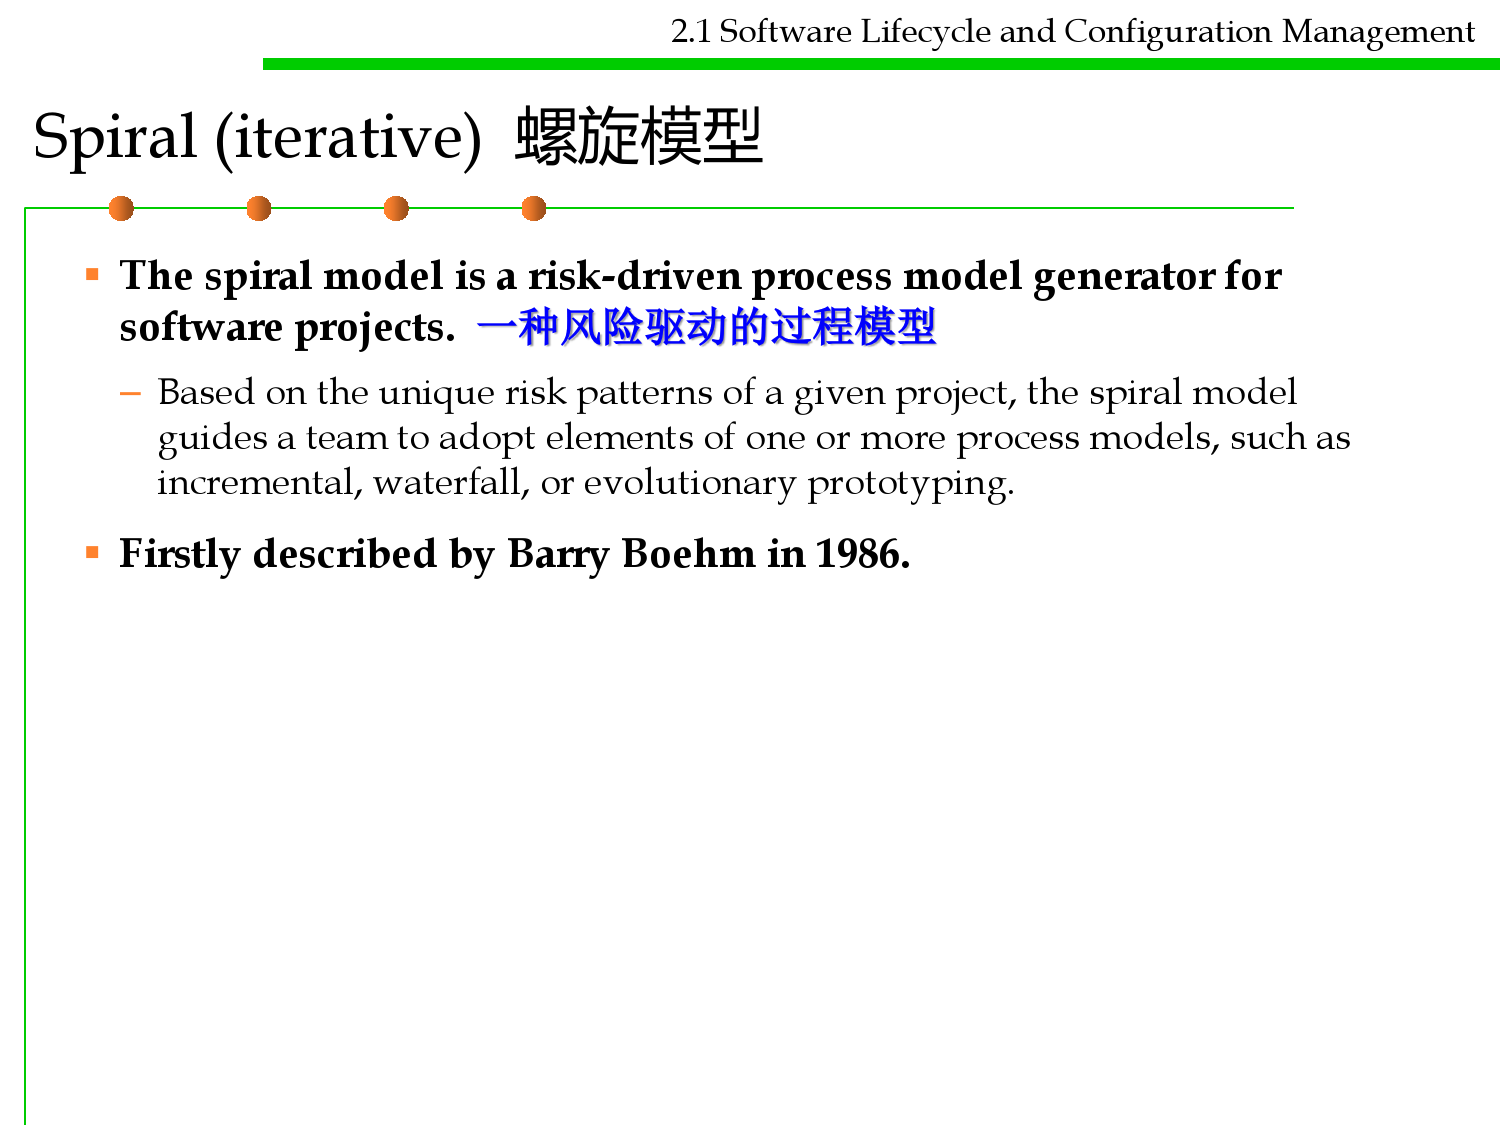 2.1 Software Lifecycle and Configuration Management
Spiral (iterative) 螺旋模型
▪ The spiral model is a risk-driven process model generator for
software projects. 一种风险驱动的过程模型
– Based on the unique risk patterns of a given project, the spiral model
guides a team to adopt elements of one or more process models, such as
incremental, waterfall, or evolutionary prototyping.
▪ Firstly described by Barry Boehm in 1986.